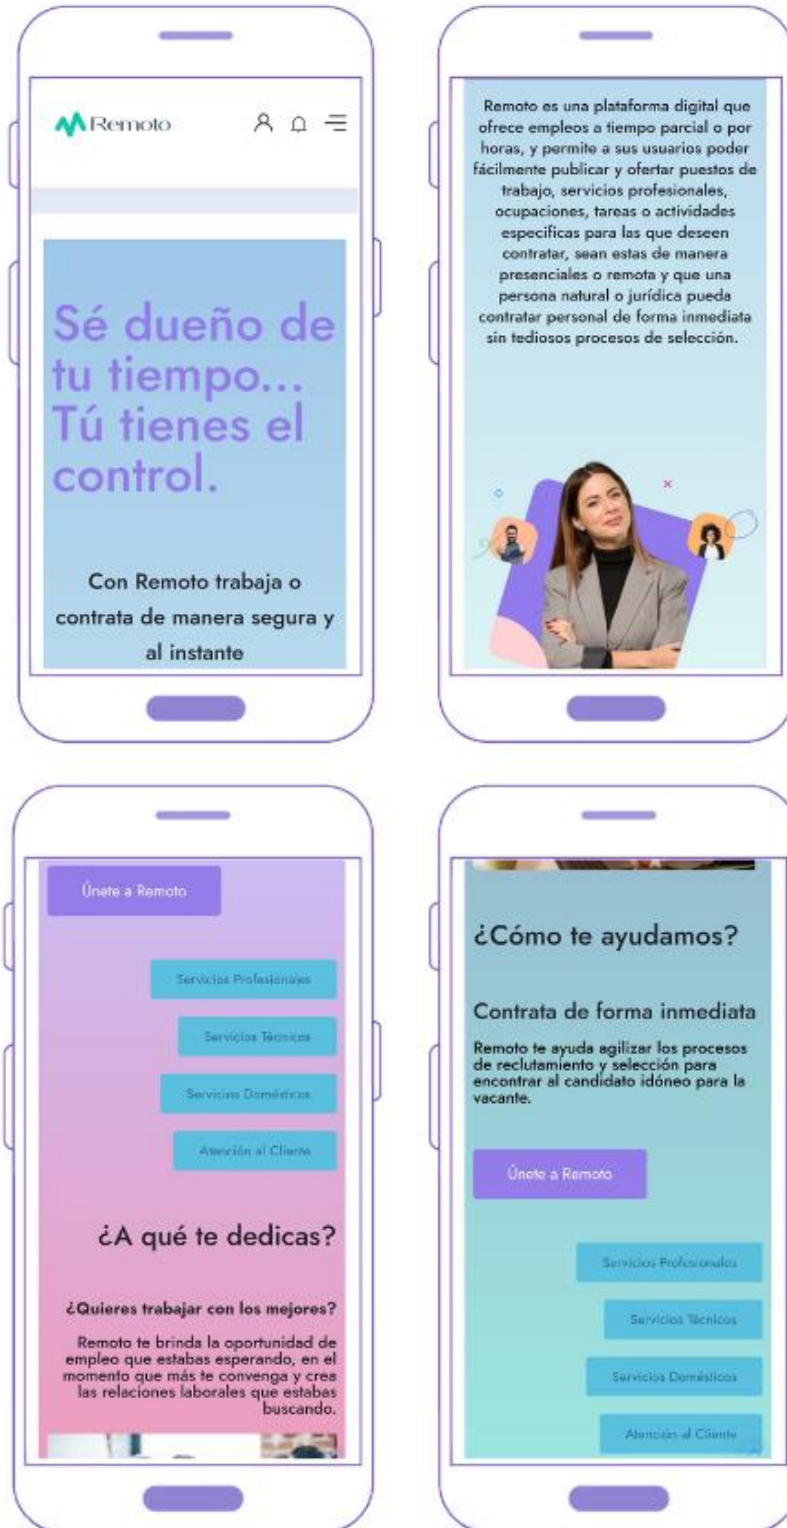 Remoto
Sé dueño de
tu tiempo...
Tú tienes el
control.
Con Remoto trabaja o
contrata de manera segura y
al instante
Remoto es una plataforma digital que
ofrece empleos a tiempo parcial o por
horas, y permite a sus usuarios poder
fácilmente publicar y ofertar puestos de
trabajo, servicios profesionales,
ocupaciones, tareas o actividades
específicas para las que deseen
contratar, sean estas de manera
presenciales o remota y que una
persona natural o jurídica pueda
contratar personal de forma inmediata
sin tediosos procesos de selección.
Únete a Remoto
Servicios Profesionales
Servicios Técnicos
Servicios Domésticos
Atención al Cliente
¿A qué te dedicas?
¿Quieres trabajar con los mejores?
Remoto te brinda la oportunidad de
empleo que estabas esperando, en el
momento que más te convenga y crea
las relaciones laborales que estabas
buscando.
¿Cómo te ayudamos?
Contrata de forma inmediata
Remoto te ayuda agilizar los procesos
de reclutamiento y selección para
encontrar al candidato idóneo para la
vacante.
Únete a Remoto
Servicios Profesionales
Servicios Técnicos
Servicios Domésticos
Atención al Cliente